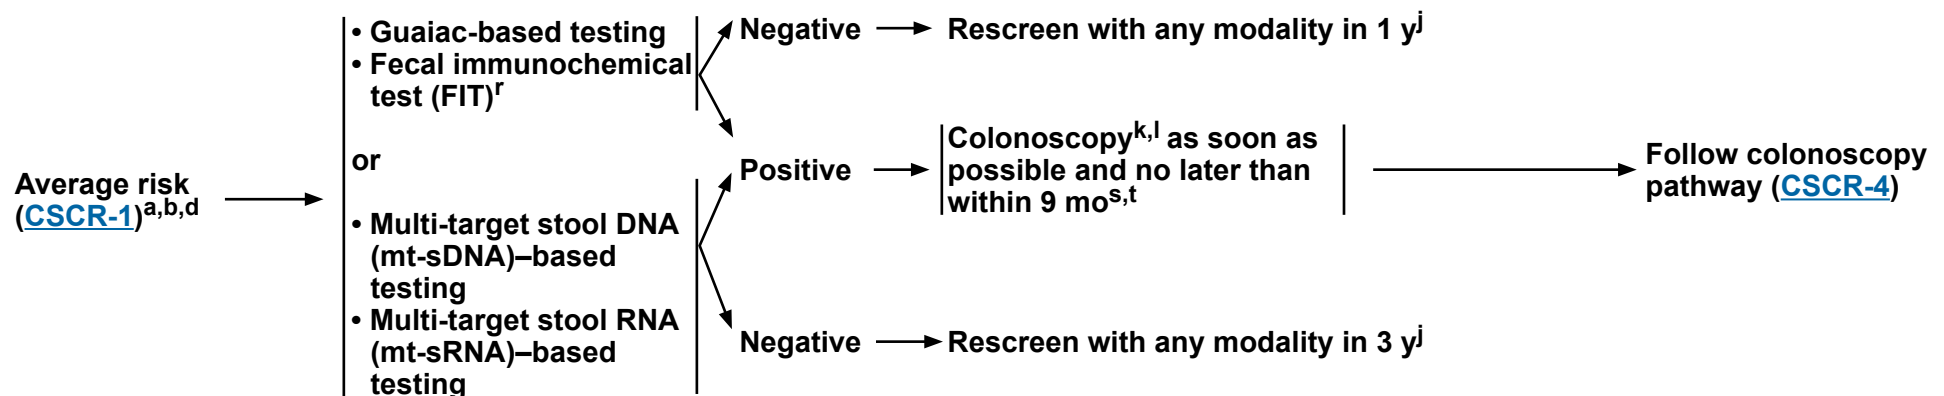 Average risk
(CSCR-1)a,b,d
• Guaiac-based testing
• Fecal immunochemical
test (FIT)r
or
• Multi-target stool DNA
(mt-sDNA)–based
testing
• Multi-target stool RNA
(mt-sRNA)–based
testing
Negative
Rescreen with any modality in 1 yj
Positive
Colonoscopyk,l as soon as
possible and no later than
within 9 mos,t
Follow colonoscopy
pathway (CSCR-4)
Negative
Rescreen with any modality in 3 yj